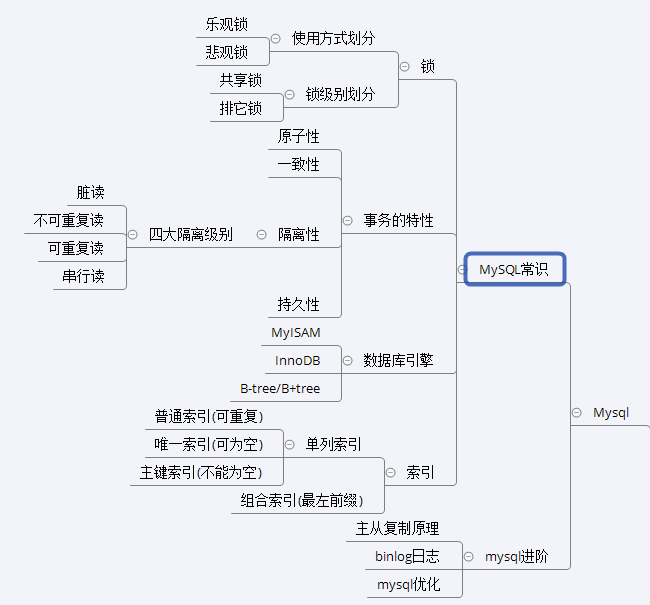 乐观锁
使用方式划分
悲观锁
锁
共享锁
锁级别划分
排它锁
原子性
一致性
脏读
不可重复读
事务的特性
四大隔离级别
隔离性
可重复读
MySQL常识
串行读
持久性
MyISAM
InnoDB
数据库引擎
B-tree/B+tree
普通索引(可重复)
Mysql
唯一索引(可为空)
单列索引
主键索引(不能为空)
索引
组合索引(最左前缀)
主从复制原理
binlog日志
mysql进阶
mysql优化